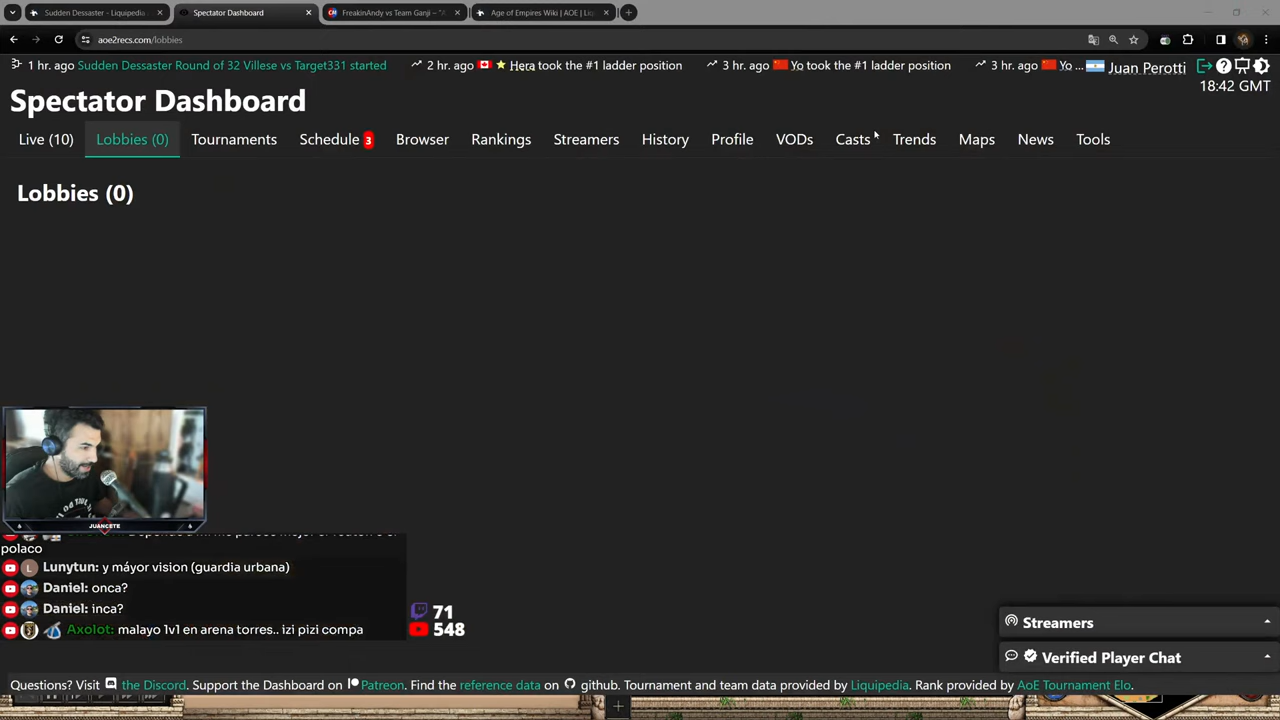 Sudden Dessaster - Liquipedia
Spectator Dashboard
FreakinAndy vs Team Ganji – "A
Age of Empires Wiki | AOE | Liq
aoe2recs.com/lobbies
1 hr. ago Sudden Dessaster Round of 32 Villese vs Target331 started
2 hr. ago Hera took the #1 ladder position
3 hr. ago Yo took the #1 ladder position
3 hr. ago Yo ...
Juan Perotti
18:42 GMT
Spectator Dashboard
Live (10) Lobbies (0) Tournaments Schedule 3 Browser Rankings Streamers History Profile VODs Casts Trends Maps News Tools
Lobbies (0)
JUANCETE
polaco
L Lunytun: y máyor vision (guardia urbana)
Daniel: onca?
Daniel: inca?
Axolot: malayo 1v1 en arena torres.. izi pizi compa
71
548
Streamers
Verified Player Chat
Questions? Visit the Discord. Support the Dashboard on Patreon. Find the reference data on github. Tournament and team data provided by Liquipedia. Rank provided by AoE Tournament Elo.